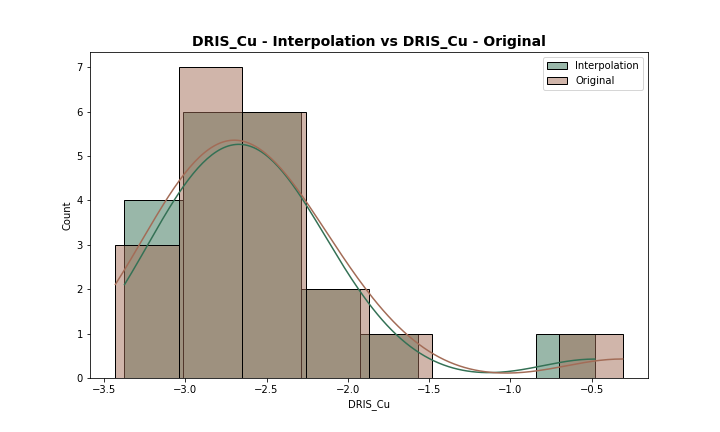 DRIS_Cu - Interpolation vs DRIS_Cu - Original
Interpolation
Original
7
6
5
4
3
2
1
0
Count
−3.5 −3.0 −2.5 −2.0 −1.5 −1.0 −0.5
DRIS_Cu